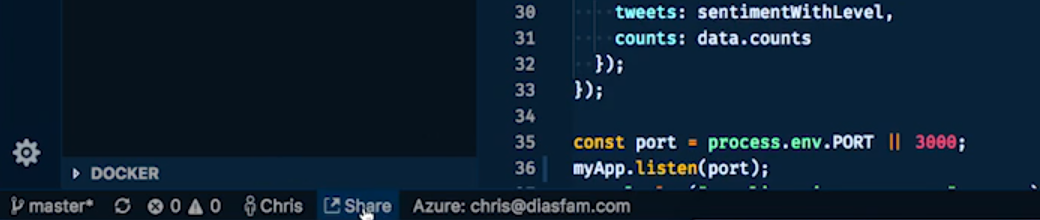 30 tweets: sentimentWithLevel,
31 counts: data.counts
32 });
33 });
34
35 const port = process.env.PORT || 3000;
36 myApp.listen(port);
DOCKER
master* 0 0 Chris Share Azure: chris@diasfam.com